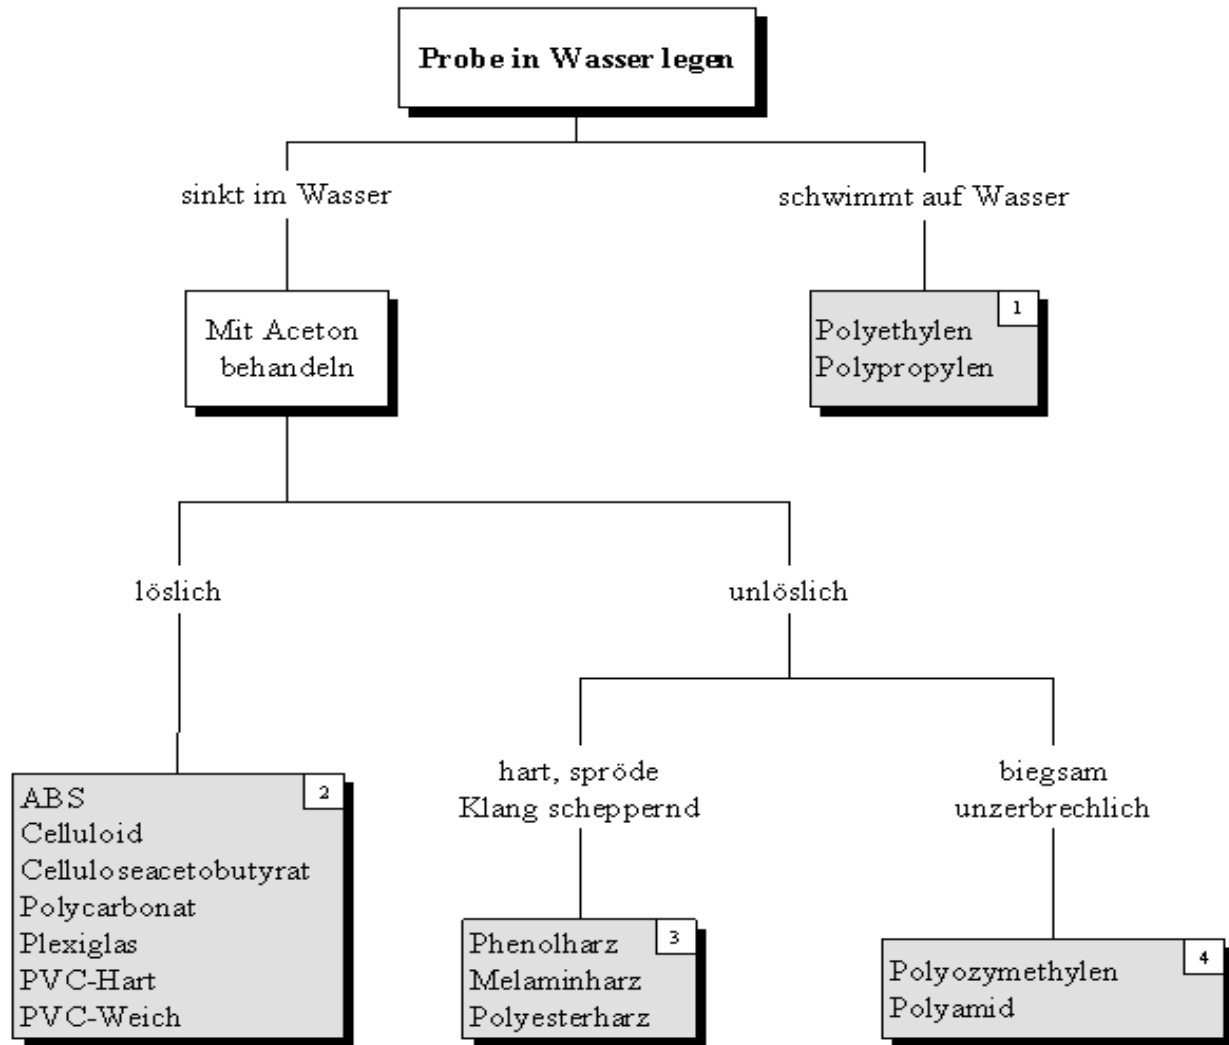 Probe in Wasser legen
sinkt im Wasser
schwimmt auf Wasser
Mit Aceton
behandeln
1
Polyethylen
Polypropylen
löslich
unlöslich
hart, spröde
Klang scheppernd
biegsam
unzerbrechlich
2
ABS
Celluloid
Celluloseacetobutyrat
Polycarbonat
Plexiglas
PVC-Hart
PVC-Weich
3
Phenolharz
Melaminharz
Polyesterharz
4
Polyozymethylen
Polyamid